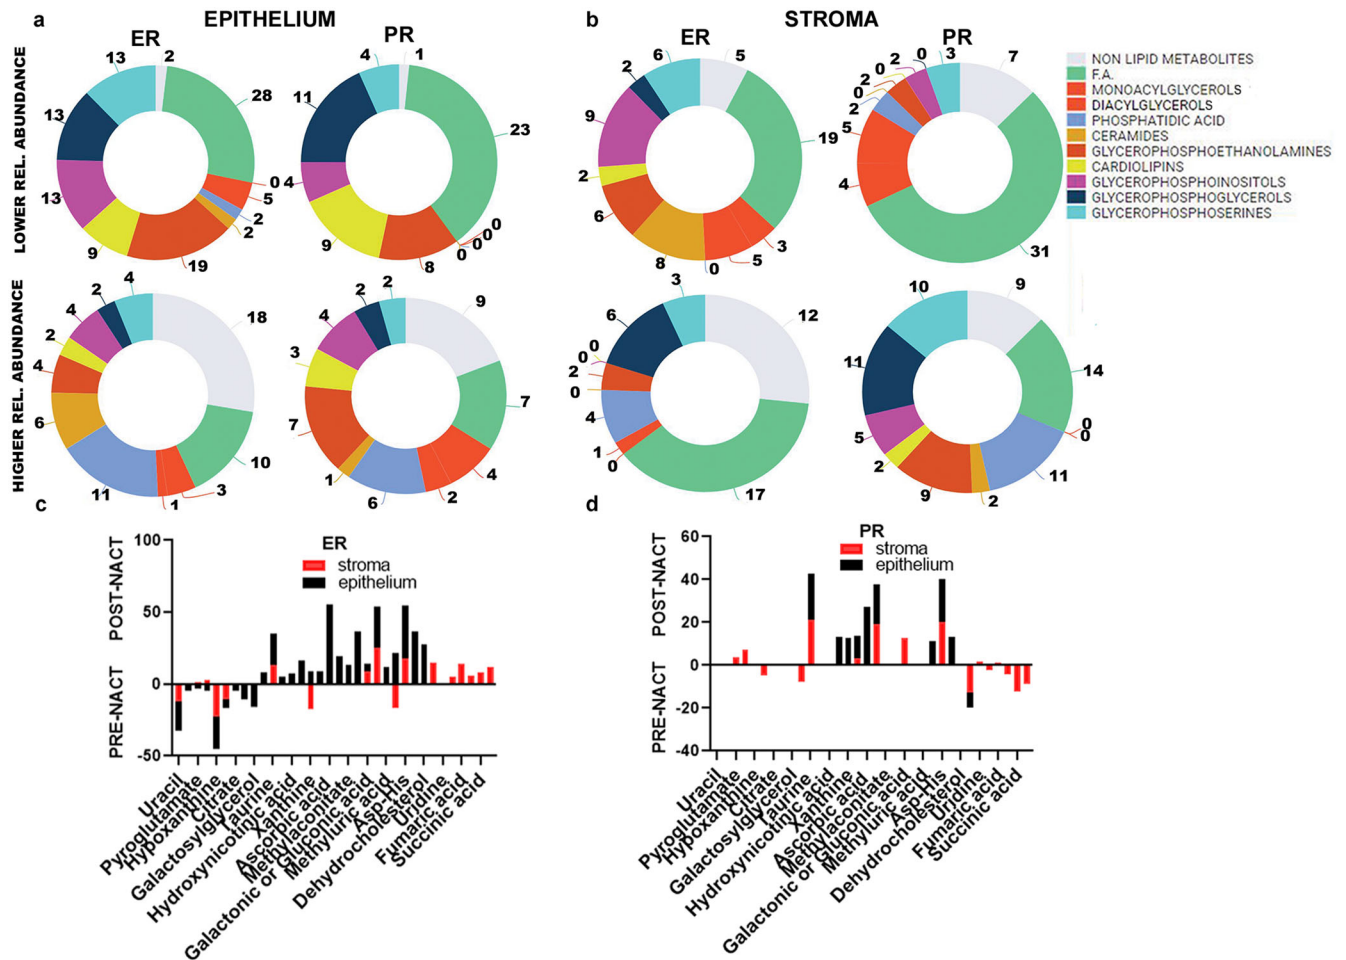 a
EPITHELIUM
b
STROMA
ER
PR
ER
PR
LOWER REL. ABUNDANCE
2
28
0
5
2
2
19
9
13
13
13
1
23
0
0
0
8
9
4
11
4
5
19
3
5
0
8
6
2
9
2
6
7
31
4
5
2
0
2
0
2
0
3
NON LIPID METABOLITES
F.A.
MONOACYLGLYCEROLS
DIACYLGLYCEROLS
PHOSPHATIDIC ACID
CERAMIDES
GLYCEROPHOSPHOETHANOLAMINES
CARDIOLIPINS
GLYCEROPHOSPHOINOSITOLS
GLYCEROPHOSPHOGLYCEROLS
GLYCEROPHOSPHOSERINES
HIGHER REL. ABUNDANCE
18
10
3
1
11
6
4
2
4
2
4
9
7
4
2
6
1
7
3
4
2
2
12
17
0
1
4
0
2
0
0
6
3
9
14
0
0
11
2
9
2
5
11
10
c
ER
stroma
epithelium
POST-NACT
PRE-NACT
100
50
0
-50
Uracil
Pyroglutamate
Hypoxanthine
Citrate
Galactosylglycerol
Taurine
Hydroxynicotinic acid
Xanthine
Ascorbic acid
Methylaconitate
Galactonic or Gluconic acid
Methyluric acid
Asp-His
Dehydrocholesterol
Uridine
Fumaric acid
Succinic acid
d
PR
stroma
epithelium
POST-NACT
PRE-NACT
60
40
20
0
-20
-40
Uracil
Pyroglutamate
Hypoxanthine
Citrate
Galactosylglycerol
Taurine
Hydroxynicotinic acid
Xanthine
Ascorbic acid
Methylaconitate
Galactonic or Gluconic acid
Methyluric acid
Asp-His
Dehydrocholesterol
Uridine
Fumaric acid
Succinic acid